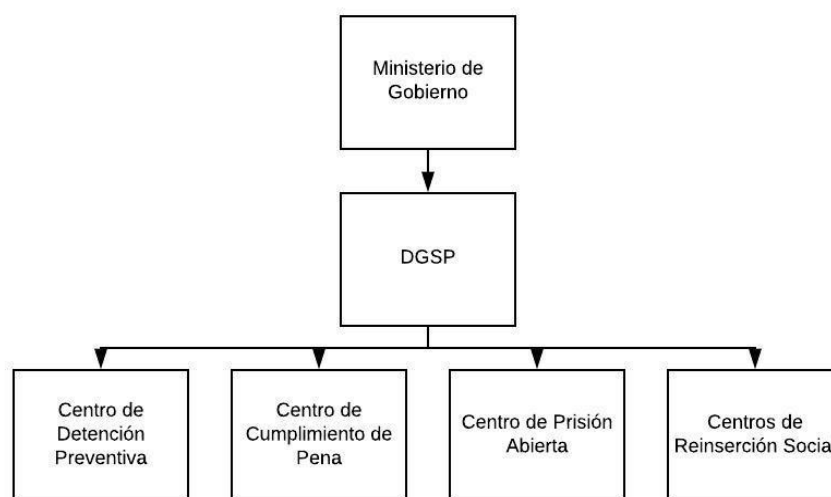 Ministerio de
Gobierno
DGSP
Centro de
Detención
Preventiva
Centro de
Cumplimiento de
Pena
Centro de Prisión
Abierta
Centros de
Reinserción Social